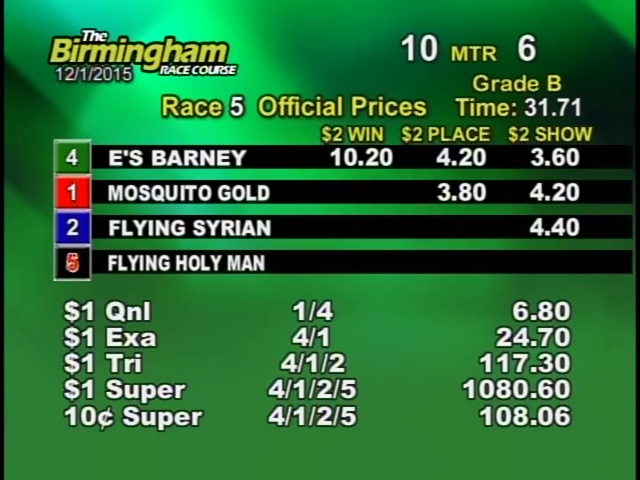 The
Birmingham
RACE COURSE
12/1/2015
10 MTR 6
Grade B
Race 5 Official Prices Time: 31.71
$2 WIN $2 PLACE $2 SHOW
4 E'S BARNEY 10.20 4.20 3.60
1 MOSQUITO GOLD 3.80 4.20
2 FLYING SYRIAN 4.40
5 FLYING HOLY MAN
$1 Qnl 1/4 6.80
$1 Exa 4/1 24.70
$1 Tri 4/1/2 117.30
$1 Super 4/1/2/5 1080.60
10¢ Super 4/1/2/5 108.06